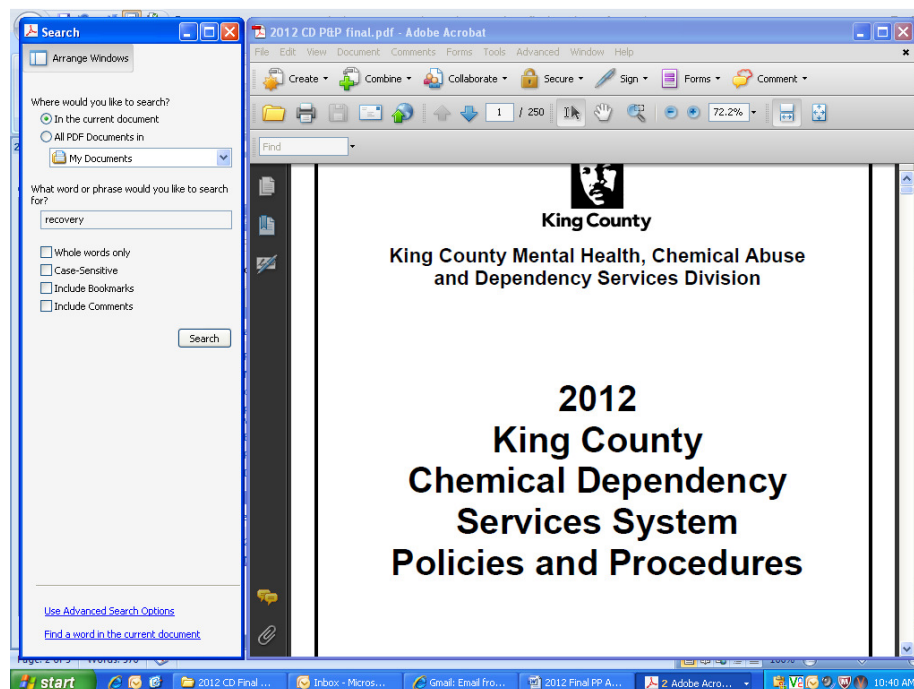 Search
Arrange Windows
Where would you like to search?
In the current document
All PDF Documents in
My Documents
What word or phrase would you like to search
for?
recovery
Whole words only
Case-Sensitive
Include Bookmarks
Include Comments
Search
Use Advanced Search Options
Find a word in the current document
2012 CD P&P final.pdf - Adobe Acrobat
File Edit View Document Comments Forms Tools Advanced Window Help
Create Combine Collaborate Secure Sign Forms Comment
1 / 250 72.2%
Find
King County
King County Mental Health, Chemical Abuse
and Dependency Services Division
2012
King County
Chemical Dependency
Services System
Policies and Procedures
start 2012 CD Final ... Inbox - Micros... Gmail: Email fro... 2012 Final PP A... 2 Adobe Acro... 10:40 AM